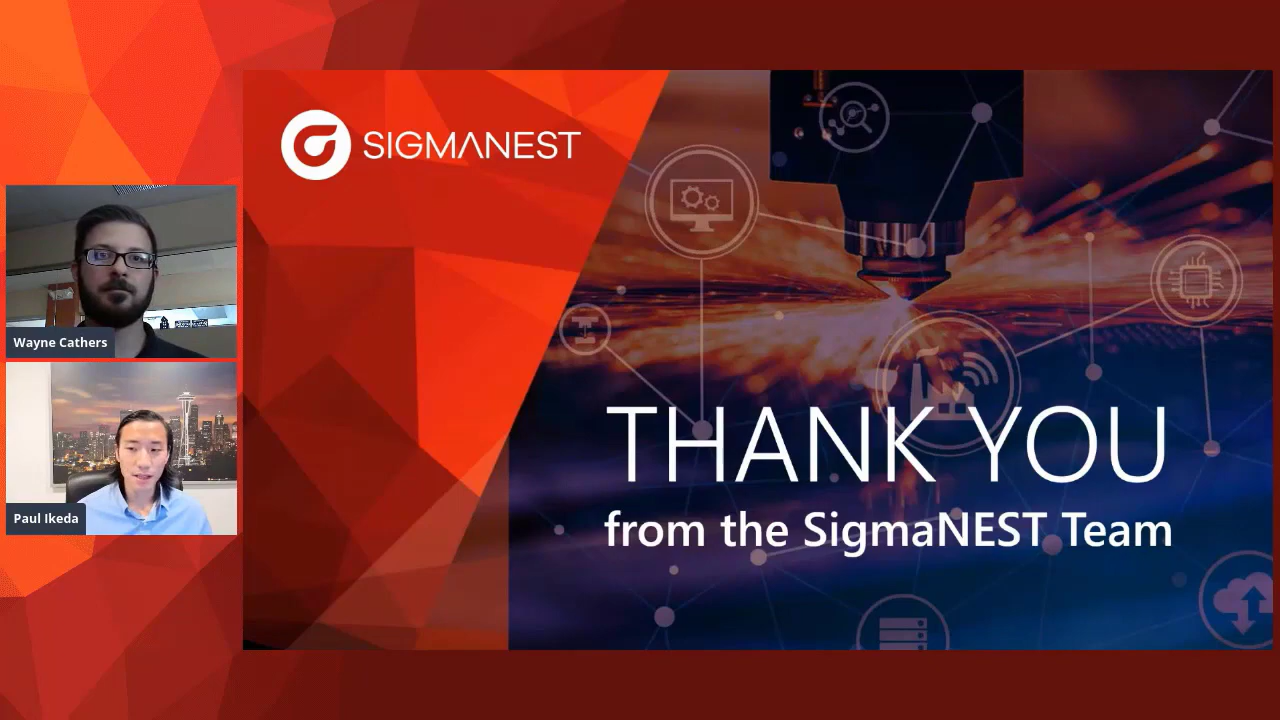 SIGMANEST
Wayne Cathers
Paul Ikeda
THANK YOU
from the SigmaNEST Team